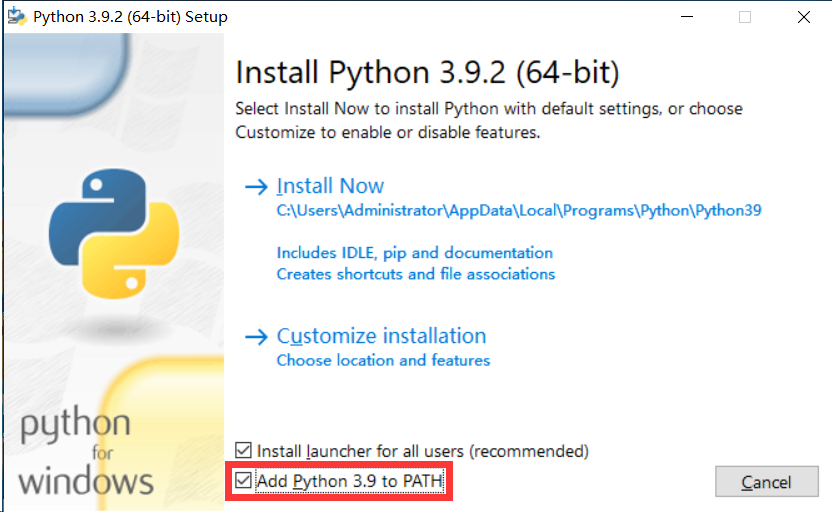 Python 3.9.2 (64-bit) Setup
Install Python 3.9.2 (64-bit)
Select Install Now to install Python with default settings, or choose
Customize to enable or disable features.
Install Now
C:\Users\Administrator\AppData\Local\Programs\Python\Python39
Includes IDLE, pip and documentation
Creates shortcuts and file associations
Customize installation
Choose location and features
python
for
windows
Install launcher for all users (recommended)
Add Python 3.9 to PATH
Cancel